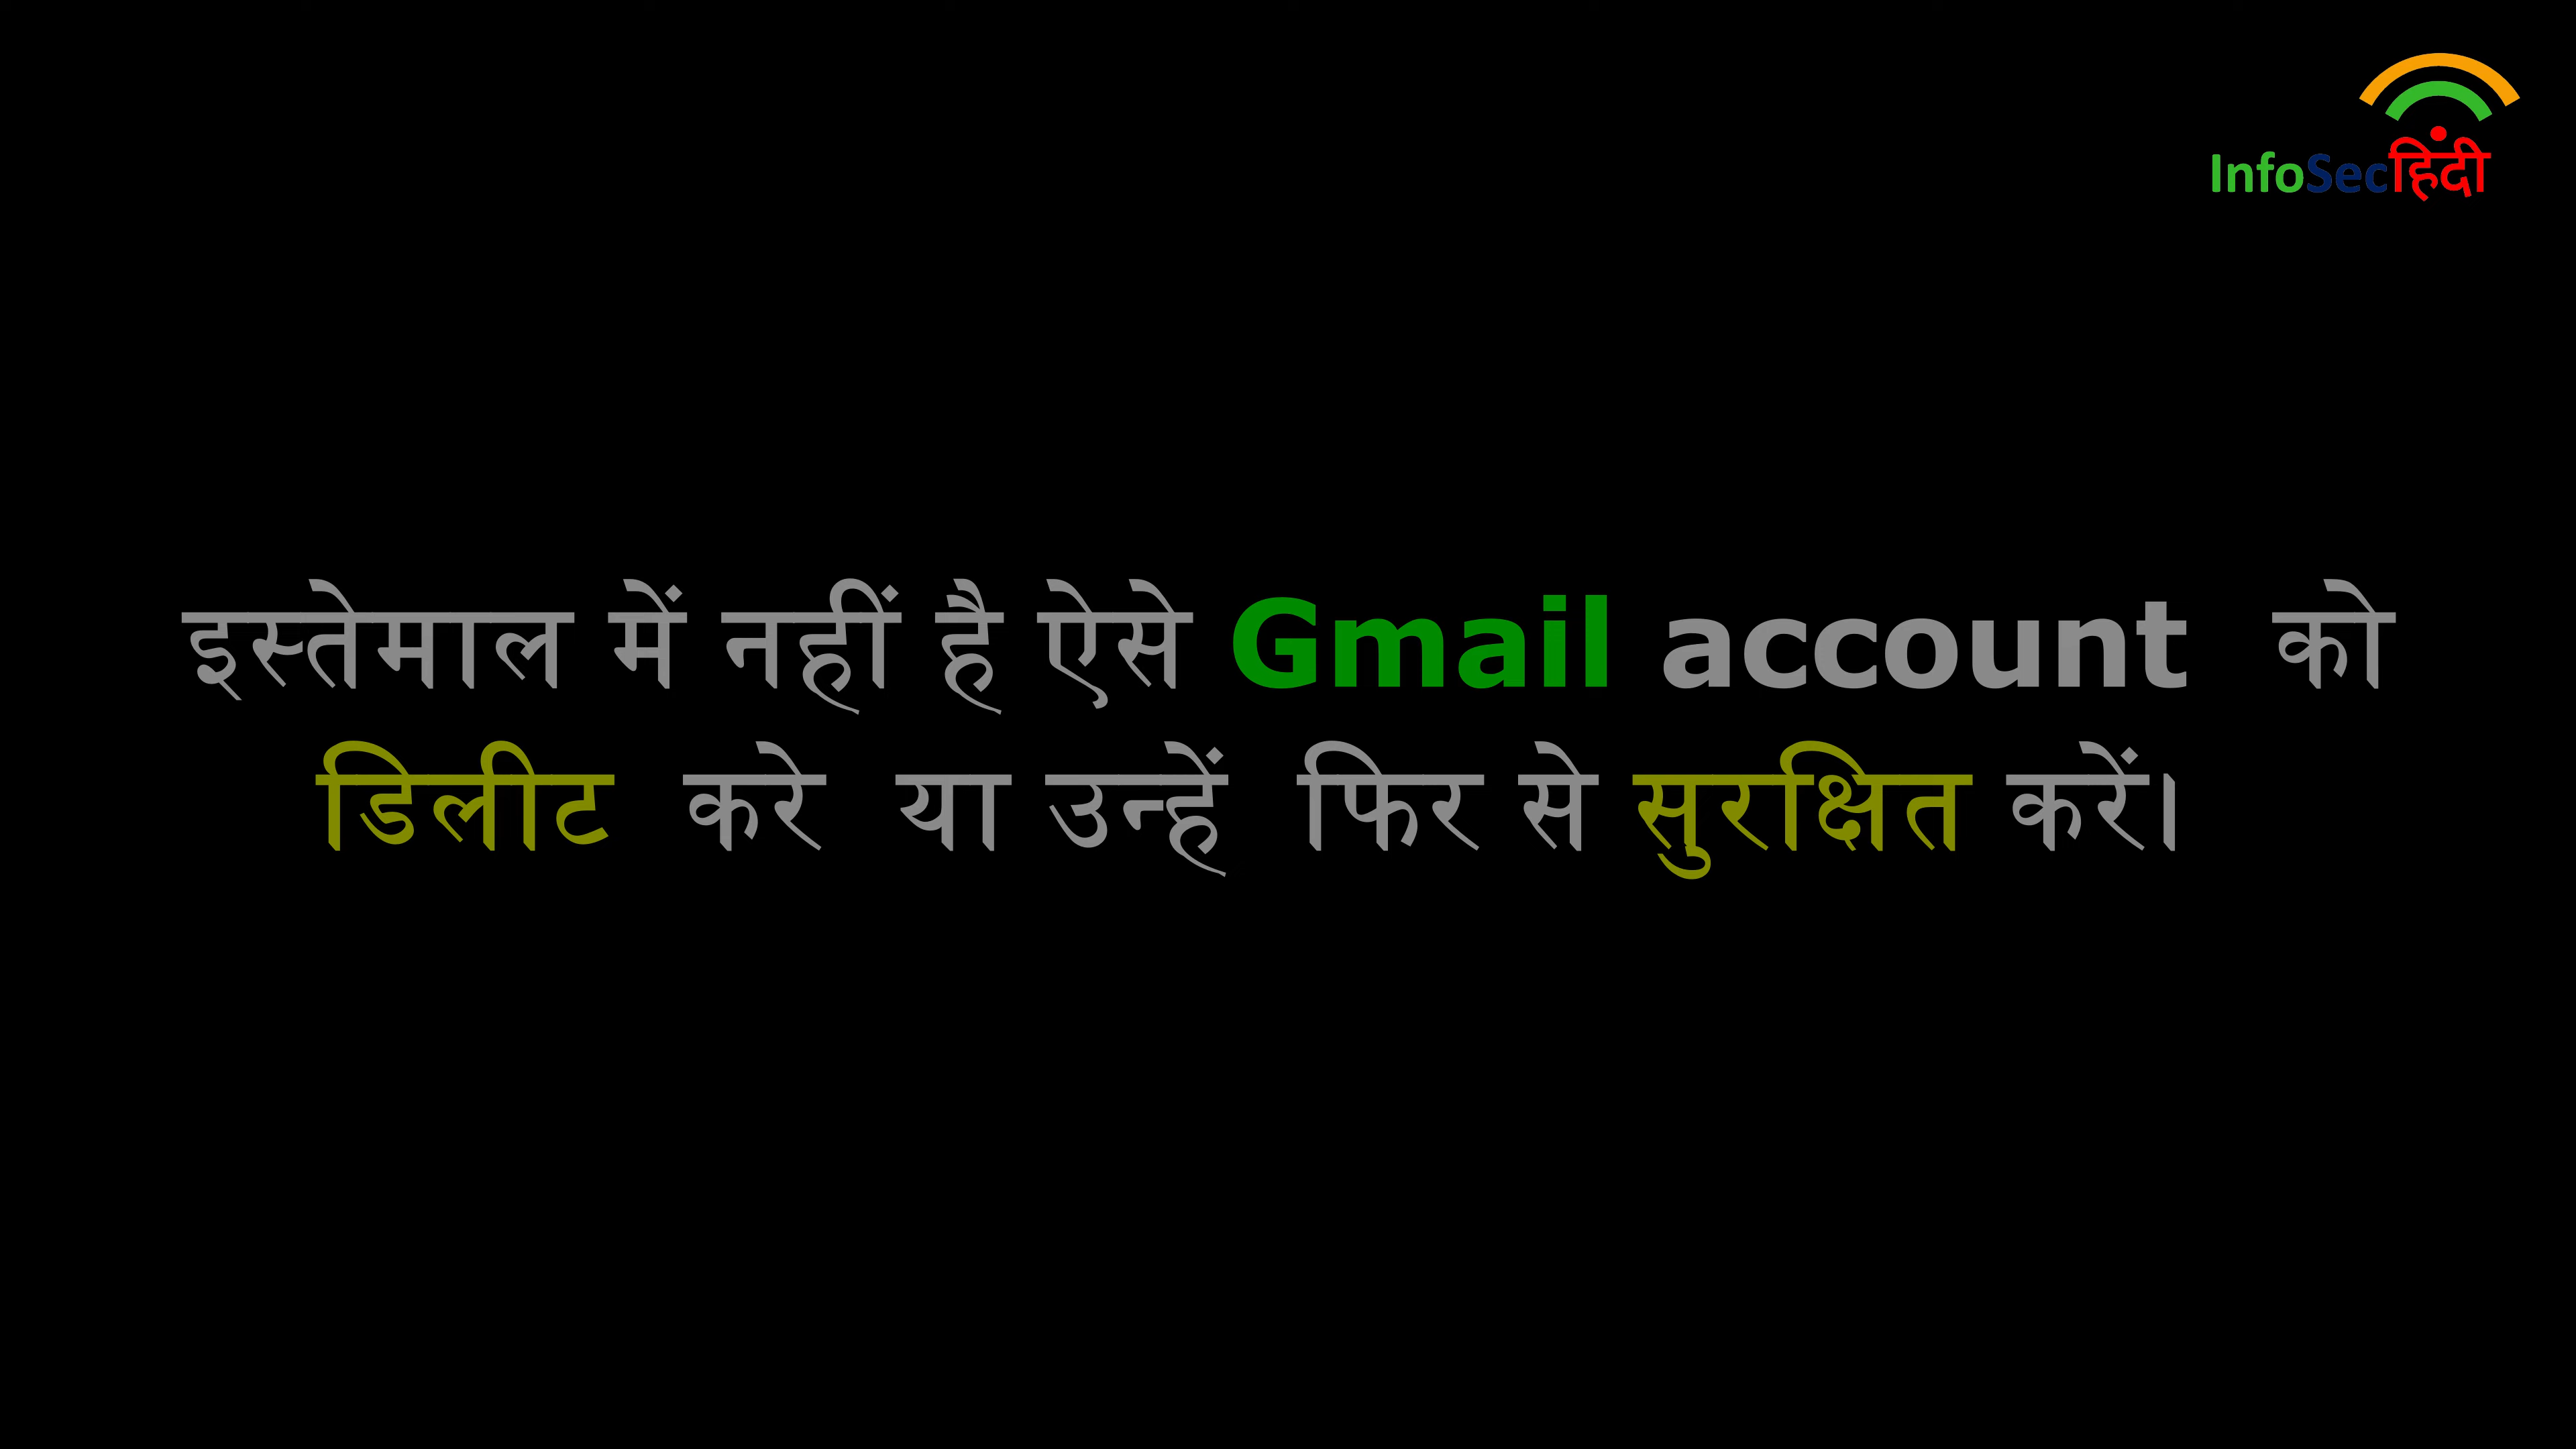 InfoSecहिंदी
इस्तेमाल में नहीं है ऐसे Gmail account को
डिलीट करे या उन्हें फिर से सुरक्षित करें।